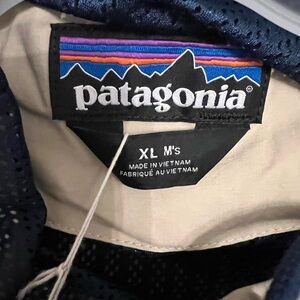 patagonia®
XL M's
MADE IN VIETNAM
FABRIQUÉ AU VIETNAM